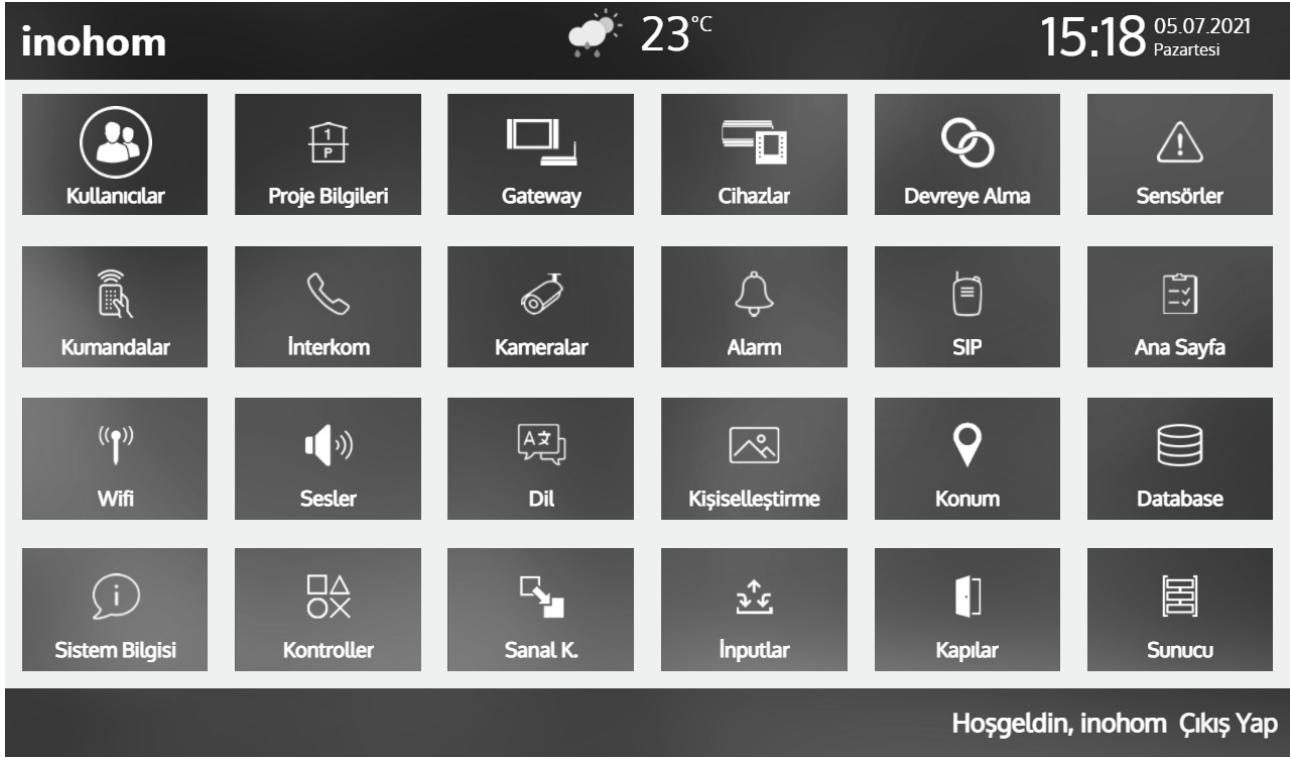 inohom
23°C
15:18 05.07.2021
Pazartesi
Kullanıcılar
1
P
Proje Bilgileri
Gateway
Cihazlar
Devreye Alma
Sensörler
Kumandalar
İnterkom
Kameralar
Alarm
SIP
Ana Sayfa
Wifi
Sesler
A 文
Dil
Kişiselleştirme
Konum
Database
i
Sistem Bilgisi
Kontroller
Sanal K.
İnputlar
Kapılar
Sunucu
Hoşgeldin, inohom Çıkış Yap